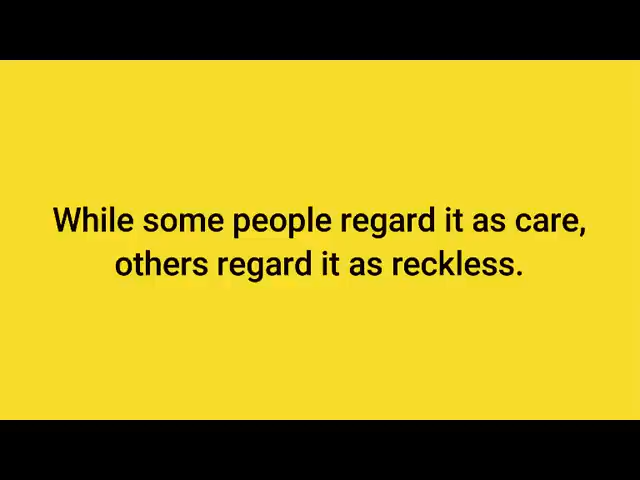 While some people regard it as care,
others regard it as reckless.